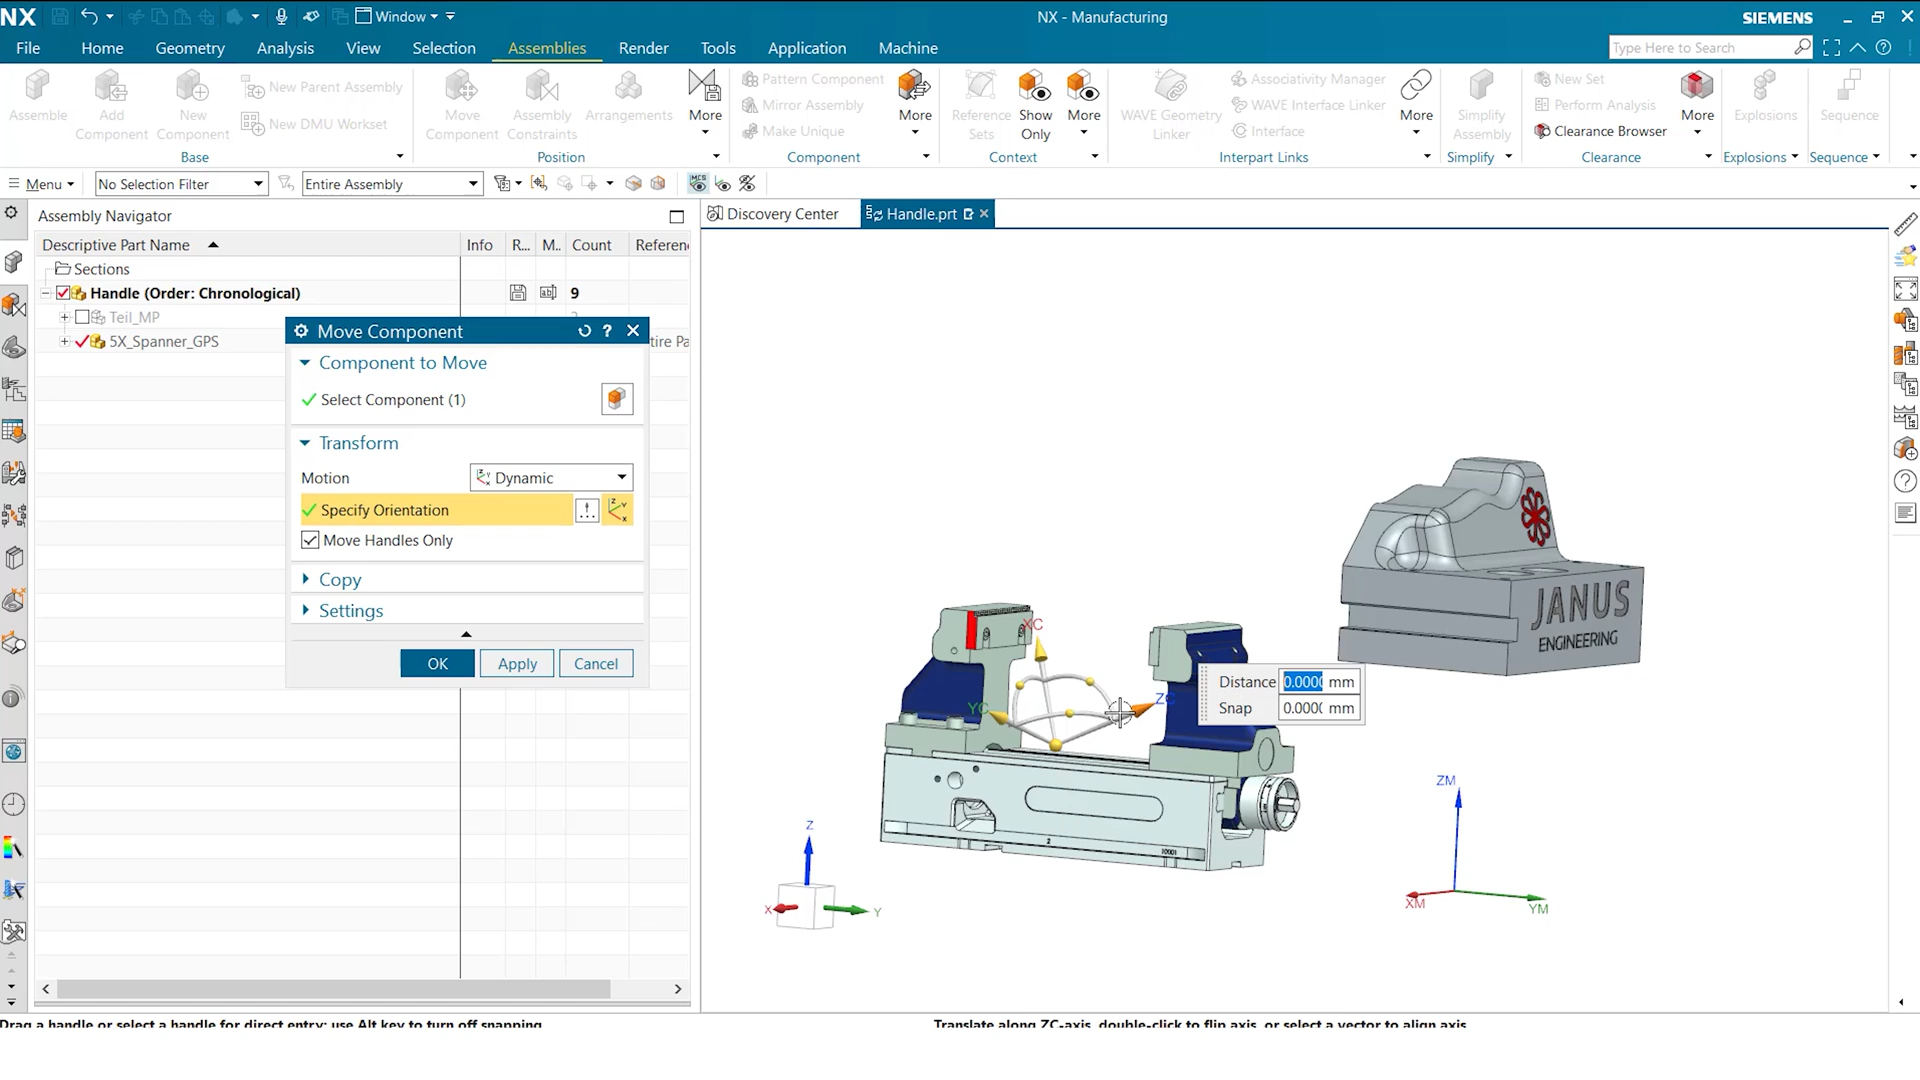 NX
Window
NX - Manufacturing
SIEMENS
File
Home
Geometry
Analysis
View
Selection
Assemblies
Render
Tools
Application
Machine
Type Here to Search
Assemble
Add
Component
New
Component
New Parent Assembly
New DMU Workset
Move
Component
Assembly
Constraints
Arrangements
More
Pattern Component
Mirror Assembly
Make Unique
More
Reference
Sets
Show
Only
More
WAVE Geometry
Linker
Associativity Manager
WAVE Interface Linker
Interface
More
Simplify
Assembly
New Set
Perform Analysis
Clearance Browser
More
Explosions
Sequence
Base
Position
Component
Context
Interpart Links
Simplify
Clearance
Explosions
Sequence
Menu
No Selection Filter
Entire Assembly
MCS
Assembly Navigator
Discovery Center
Handle.prt
Descriptive Part Name
Info
R...
M..
Count
Referen
Sections
Handle (Order: Chronological)
9
Teil_MP
5X_Spanner_GPS
tire Pa
Move Component
Component to Move
Select Component (1)
Transform
Motion
Dynamic
Specify Orientation
Move Handles Only
Copy
Settings
OK
Apply
Cancel
JANUS
ENGINEERING
XC
YC
ZC
Distance
0.0000 mm
Snap
0.0000 mm
2
10001
Z
X
Y
ZM
XM
YM
Drag a handle or select a handle for direct entry; use Alt key to turn off snapping
Translate along ZC-axis, double-click to flip axis, or select a vector to align axis